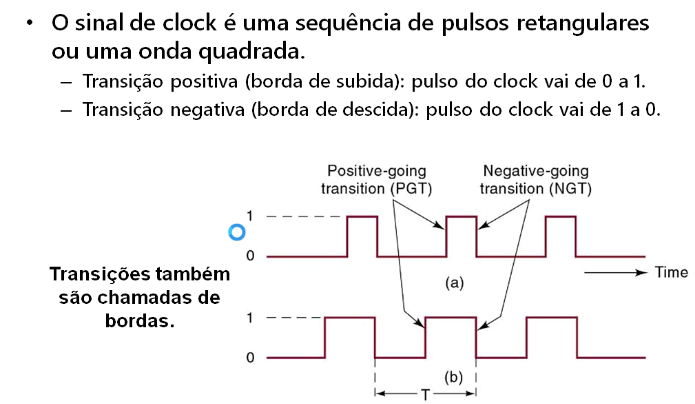 • O sinal de clock é uma sequência de pulsos retangulares
ou uma onda quadrada.
– Transição positiva (borda de subida): pulso do clock vai de 0 a 1.
– Transição negativa (borda de descida): pulso do clock vai de 1 a 0.
Positive-going
transition (PGT)
Negative-going
transition (NGT)
1
0
Time
(a)
Transições também
são chamadas de
bordas.
1
0
(b)
T